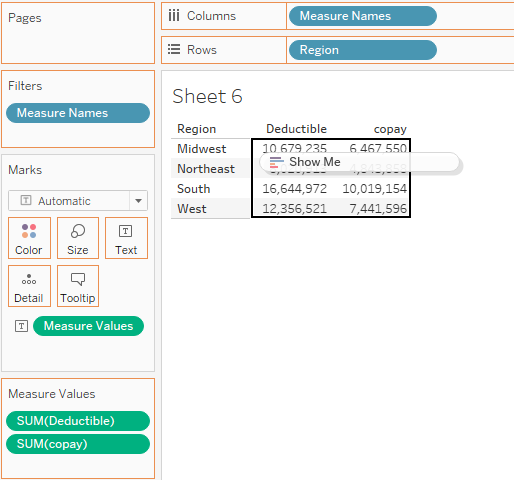 Pages
Columns
Measure Names
Rows
Region
Filters
Measure Names
Marks
Automatic
Color
Size
Text
Detail
Tooltip
Measure Values
Measure Values
SUM(Deductible)
SUM(copay)
Sheet 6
Region Deductible copay
Midwest 10,679,235 6,467,550
Show Me
Northeast
South 16,644,972 10,019,154
West 12,356,521 7,441,596